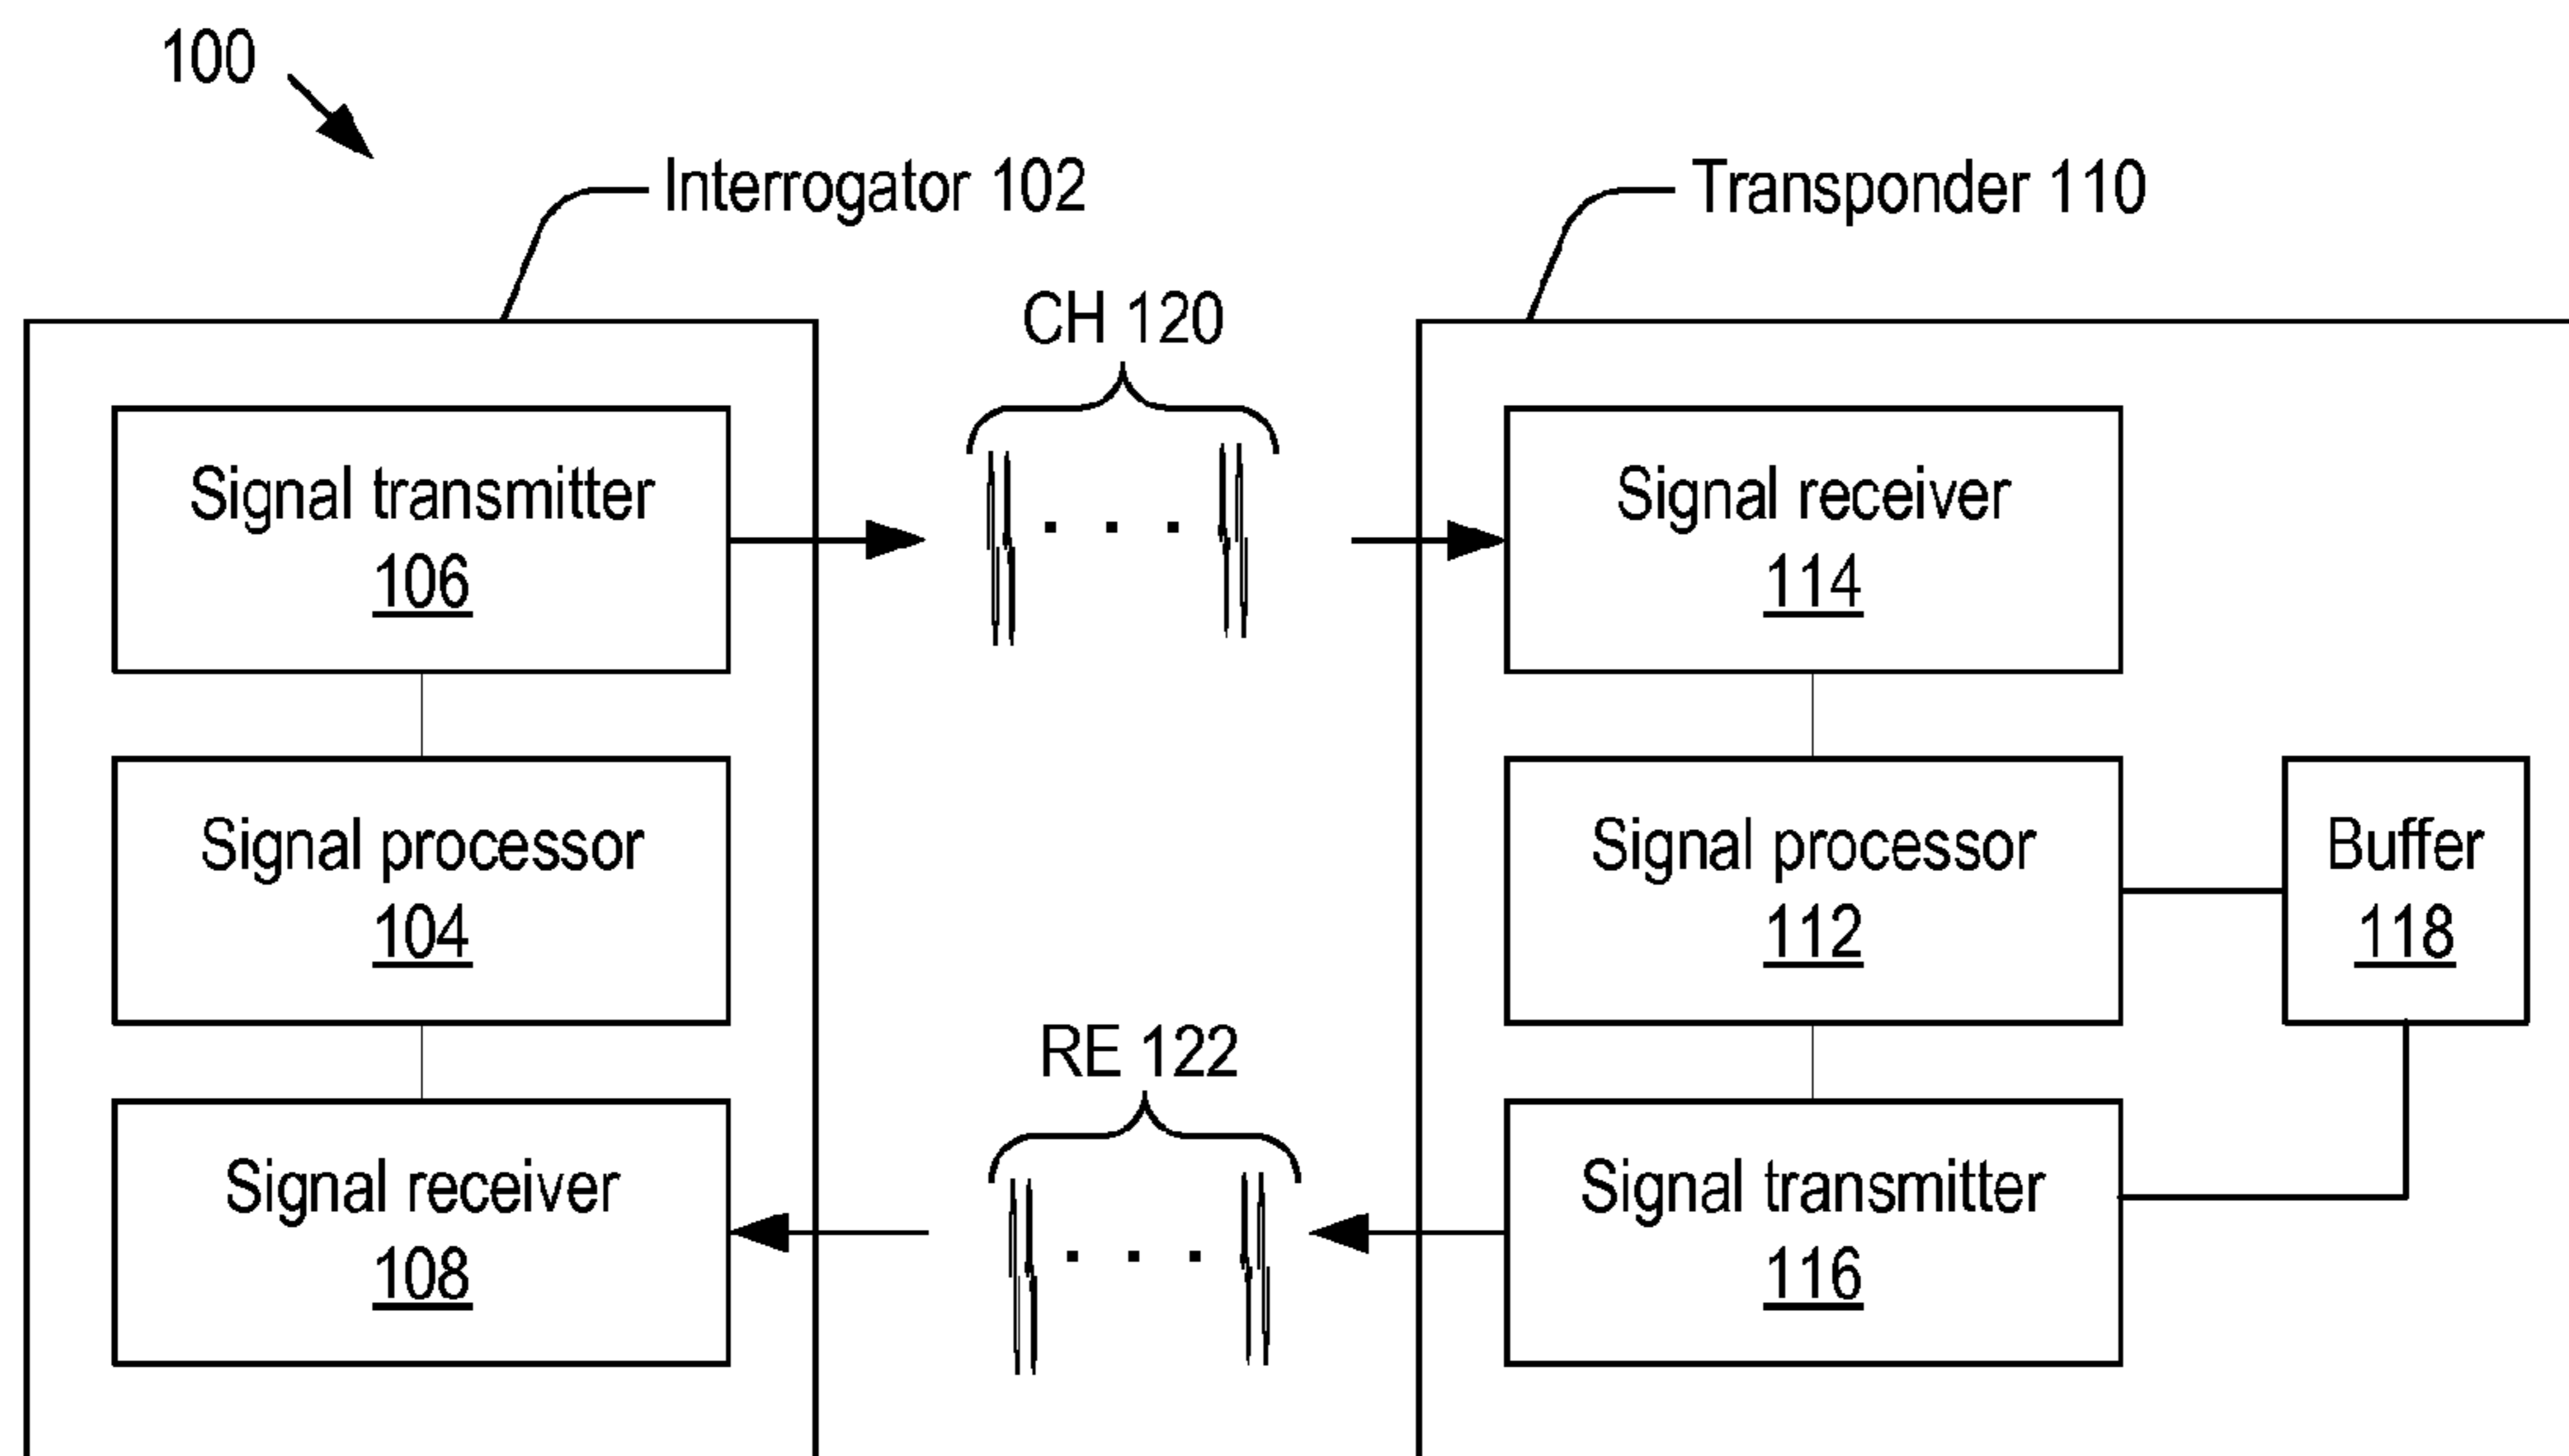 100
Interrogator 102
Transponder 110
CH 120
Signal transmitter
106
Signal receiver
114
Signal processor
104
Signal processor
112
Buffer
118
RE 122
Signal receiver
108
Signal transmitter
116